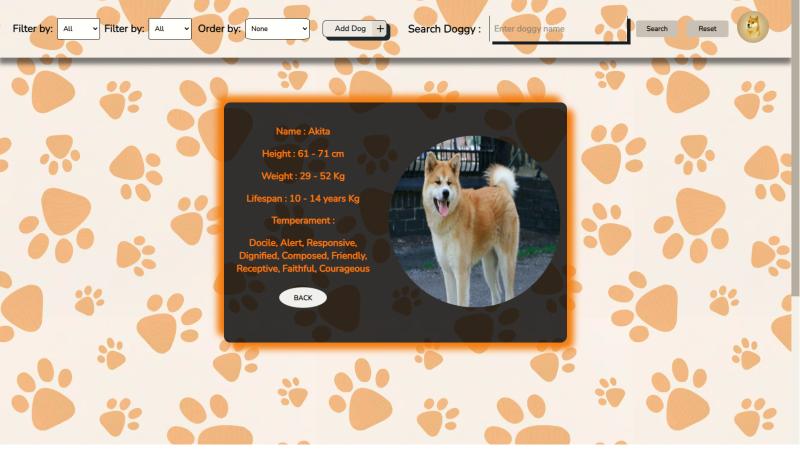 Filter by: All Filter by: All Order by: None Add Dog + Search Doggy : Enter doggy name Search Reset
Name : Akita
Height : 61 - 71 cm
Weight : 29 - 52 Kg
Lifespan : 10 - 14 years Kg
Temperament :
Docile, Alert, Responsive,
Dignified, Composed, Friendly,
Receptive, Faithful, Courageous
BACK